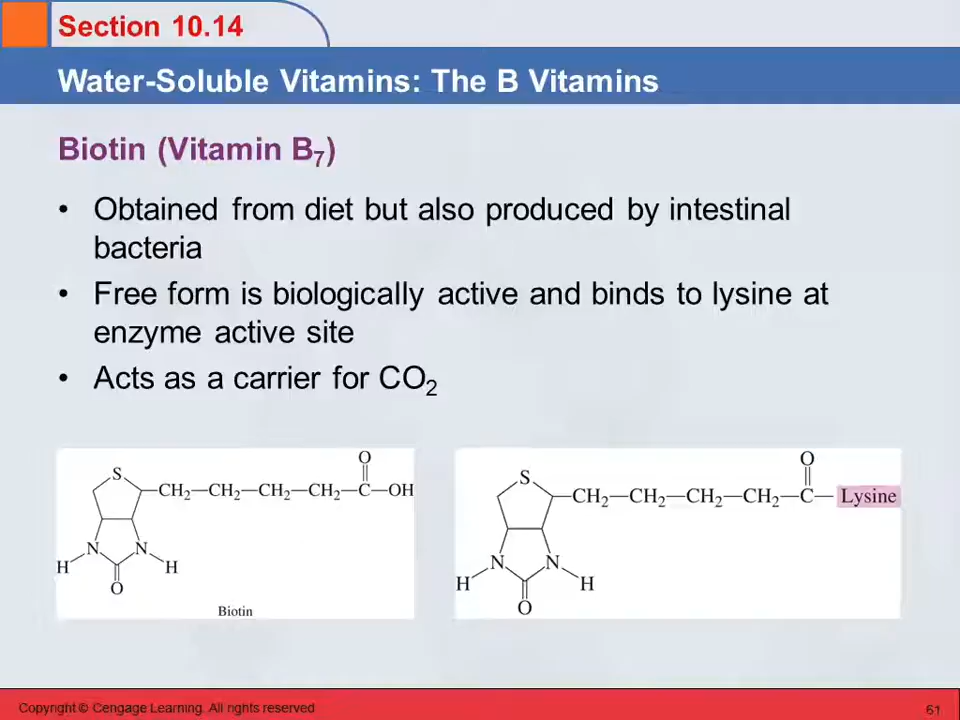 Section 10.14
Water-Soluble Vitamins: The B Vitamins
Biotin (Vitamin B₇)
• Obtained from diet but also produced by intestinal
bacteria
• Free form is biologically active and binds to lysine at
enzyme active site
• Acts as a carrier for CO₂
O
S
CH₂—CH₂—CH₂—CH₂—C—OH
N N
H H
O
Biotin
O
S
CH₂—CH₂—CH₂—CH₂—C— Lysine
N N
H H
O
Copyright © Cengage Learning. All rights reserved
61